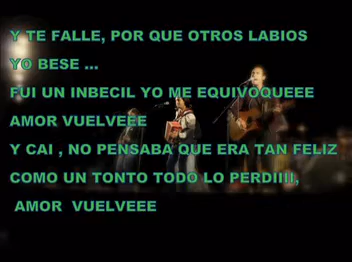 Y TE FALLE, POR QUE OTROS LABIOS
YO BESE ...
FUI UN INBECIL YO ME EQUIVOQUEEE
AMOR VUELVEEE
Y CAI , NO PENSABA QUE ERA TAN FELIZ
COMO UN TONTO TODO LO PERDIIII,
AMOR VUELVEEE